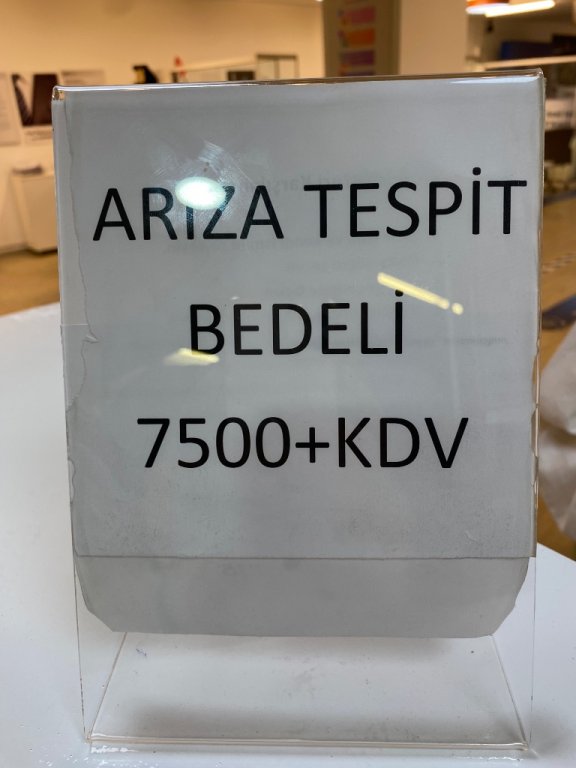 ARIZA TESPİT
BEDELİ
7500+KDV